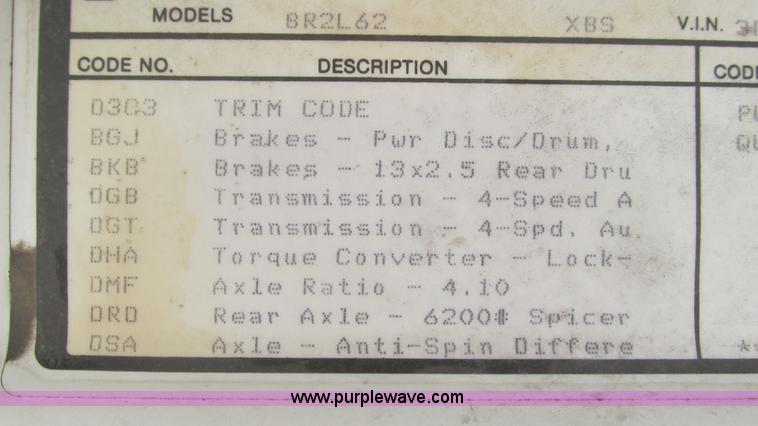 MODELS BR2L62 XBS V.I.N.
CODE NO. DESCRIPTION
D3C3 TRIM CODE
BGJ Brakes - Pwr Disc/Drum,
BKB Brakes - 13x2.5 Rear Dru
DGB Transmission - 4-Speed A
DGT Transmission - 4-Spd. Au
DHA Torque Converter - Lock-
DMF Axle Ratio - 4.10
DRD Rear Axle - 6200# Spicer
DSA Axle - Anti-Spin Differe
www.purplewave.com